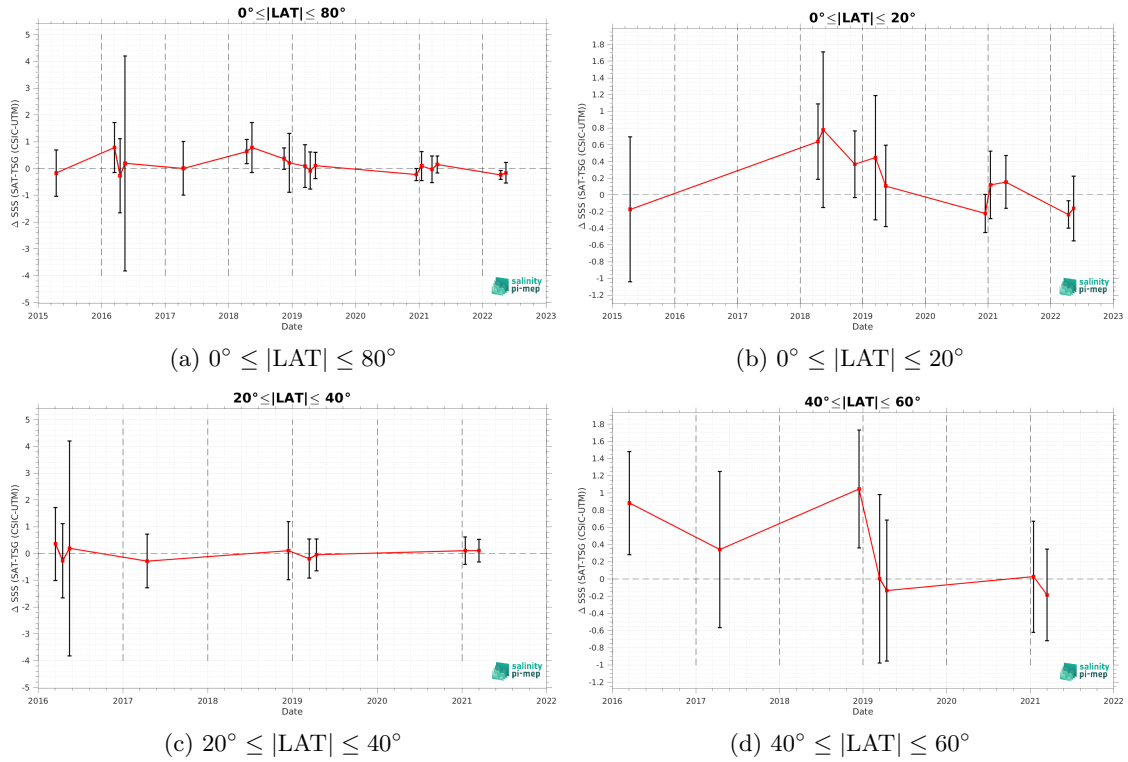 0°≤|LAT|≤ 80°
5
4
3
2
1
0
-1
-2
-3
-4
-5
Δ SSS (SAT-TSG (CSIC-UTM))
2015 2016 2017 2018 2019 2020 2021 2022 2023
Date
salinity
pi-mep
(a) 0° ≤ |LAT| ≤ 80°
0°≤|LAT|≤ 20°
1.8
1.6
1.4
1.2
1
0.8
0.6
0.4
0.2
0
-0.2
-0.4
-0.6
-0.8
-1
-1.2
Δ SSS (SAT-TSG (CSIC-UTM))
2015 2016 2017 2018 2019 2020 2021 2022 2023
Date
salinity
pi-mep
(b) 0° ≤ |LAT| ≤ 20°
20°≤|LAT|≤ 40°
5
4
3
2
1
0
-1
-2
-3
-4
-5
Δ SSS (SAT-TSG (CSIC-UTM))
2016 2017 2018 2019 2020 2021 2022
Date
salinity
pi-mep
(c) 20° ≤ |LAT| ≤ 40°
40°≤|LAT|≤ 60°
1.8
1.6
1.4
1.2
1
0.8
0.6
0.4
0.2
0
-0.2
-0.4
-0.6
-0.8
-1
-1.2
Δ SSS (SAT-TSG (CSIC-UTM))
2016 2017 2018 2019 2020 2021 2022
Date
salinity
pi-mep
(d) 40° ≤ |LAT| ≤ 60°